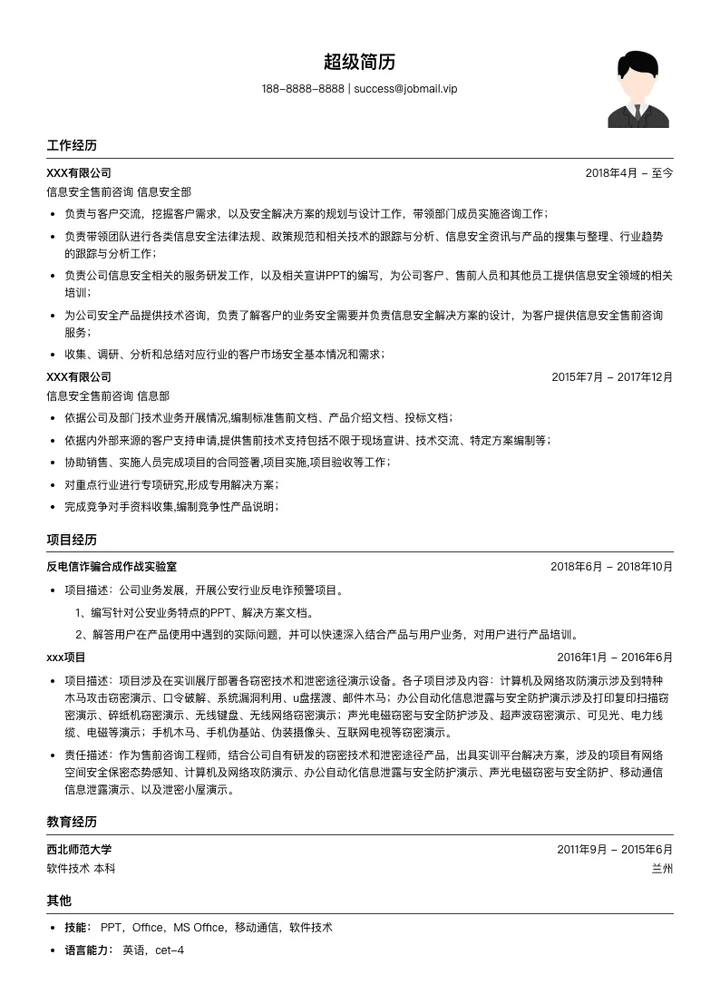 超级简历
188-8888-8888 | success@jobmail.vip
工作经历
XXX有限公司 2018年4月 – 至今
信息安全售前咨询 信息安全部
• 负责与客户交流，挖掘客户需求，以及安全解决方案的规划与设计工作，带领部门成员实施咨询工作；
• 负责带领团队进行各类信息安全法律法规、政策规范和相关技术的跟踪与分析、信息安全资讯与产品的搜集与整理、行业趋势
的跟踪与分析工作；
• 负责公司信息安全相关的服务研发工作，以及相关宣讲PPT的编写，为公司客户、售前人员和其他员工提供信息安全领域的相关
培训；
• 为公司安全产品提供技术咨询，负责了解客户的业务安全需要并负责信息安全解决方案的设计，为客户提供信息安全售前咨询
服务；
• 收集、调研、分析和总结对应行业的客户市场安全基本情况和需求；
XXX有限公司 2015年7月 – 2017年12月
信息安全售前咨询 信息部
• 依据公司及部门技术业务开展情况,编制标准售前文档、产品介绍文档、投标文档；
• 依据内外部来源的客户支持申请,提供售前技术支持包括不限于现场宣讲、技术交流、特定方案编制等；
• 协助销售、实施人员完成项目的合同签署,项目实施,项目验收等工作；
• 对重点行业进行专项研究,形成专用解决方案；
• 完成竞争对手资料收集,编制竞争性产品说明；
项目经历
反电信诈骗合成作战实验室 2018年6月 – 2018年10月
• 项目描述：公司业务发展，开展公安行业反电诈预警项目。
1、编写针对公安业务特点的PPT、解决方案文档。
2、解答用户在产品使用中遇到的实际问题，并可以快速深入结合产品与用户业务，对用户进行产品培训。
xxx项目 2016年1月 – 2016年6月
• 项目描述：项目涉及在实训展厅部署各窃密技术和泄密途径演示设备。各子项目涉及内容：计算机及网络攻防演示涉及到特种
木马攻击窃密演示、口令破解、系统漏洞利用、u盘摆渡、邮件木马；办公自动化信息泄露与安全防护演示涉及打印复印扫描窃
密演示、碎纸机窃密演示、无线键盘、无线网络窃密演示；声光电磁窃密与安全防护涉及、超声波窃密演示、可见光、电力线
缆、电磁等演示；手机木马、手机伪基站、伪装摄像头、互联网电视等窃密演示。
• 责任描述：作为售前咨询工程师，结合公司自有研发的窃密技术和泄密途径产品，出具实训平台解决方案，涉及的项目有网络
空间安全保密态势感知、计算机及网络攻防演示、办公自动化信息泄露与安全防护演示、声光电磁窃密与安全防护、移动通信
信息泄露演示、以及泄密小屋演示。
教育经历
西北师范大学 2011年9月 – 2015年6月
软件技术 本科 兰州
其他
• 技能： PPT，Office，MS Office，移动通信，软件技术
• 语言能力： 英语，cet-4